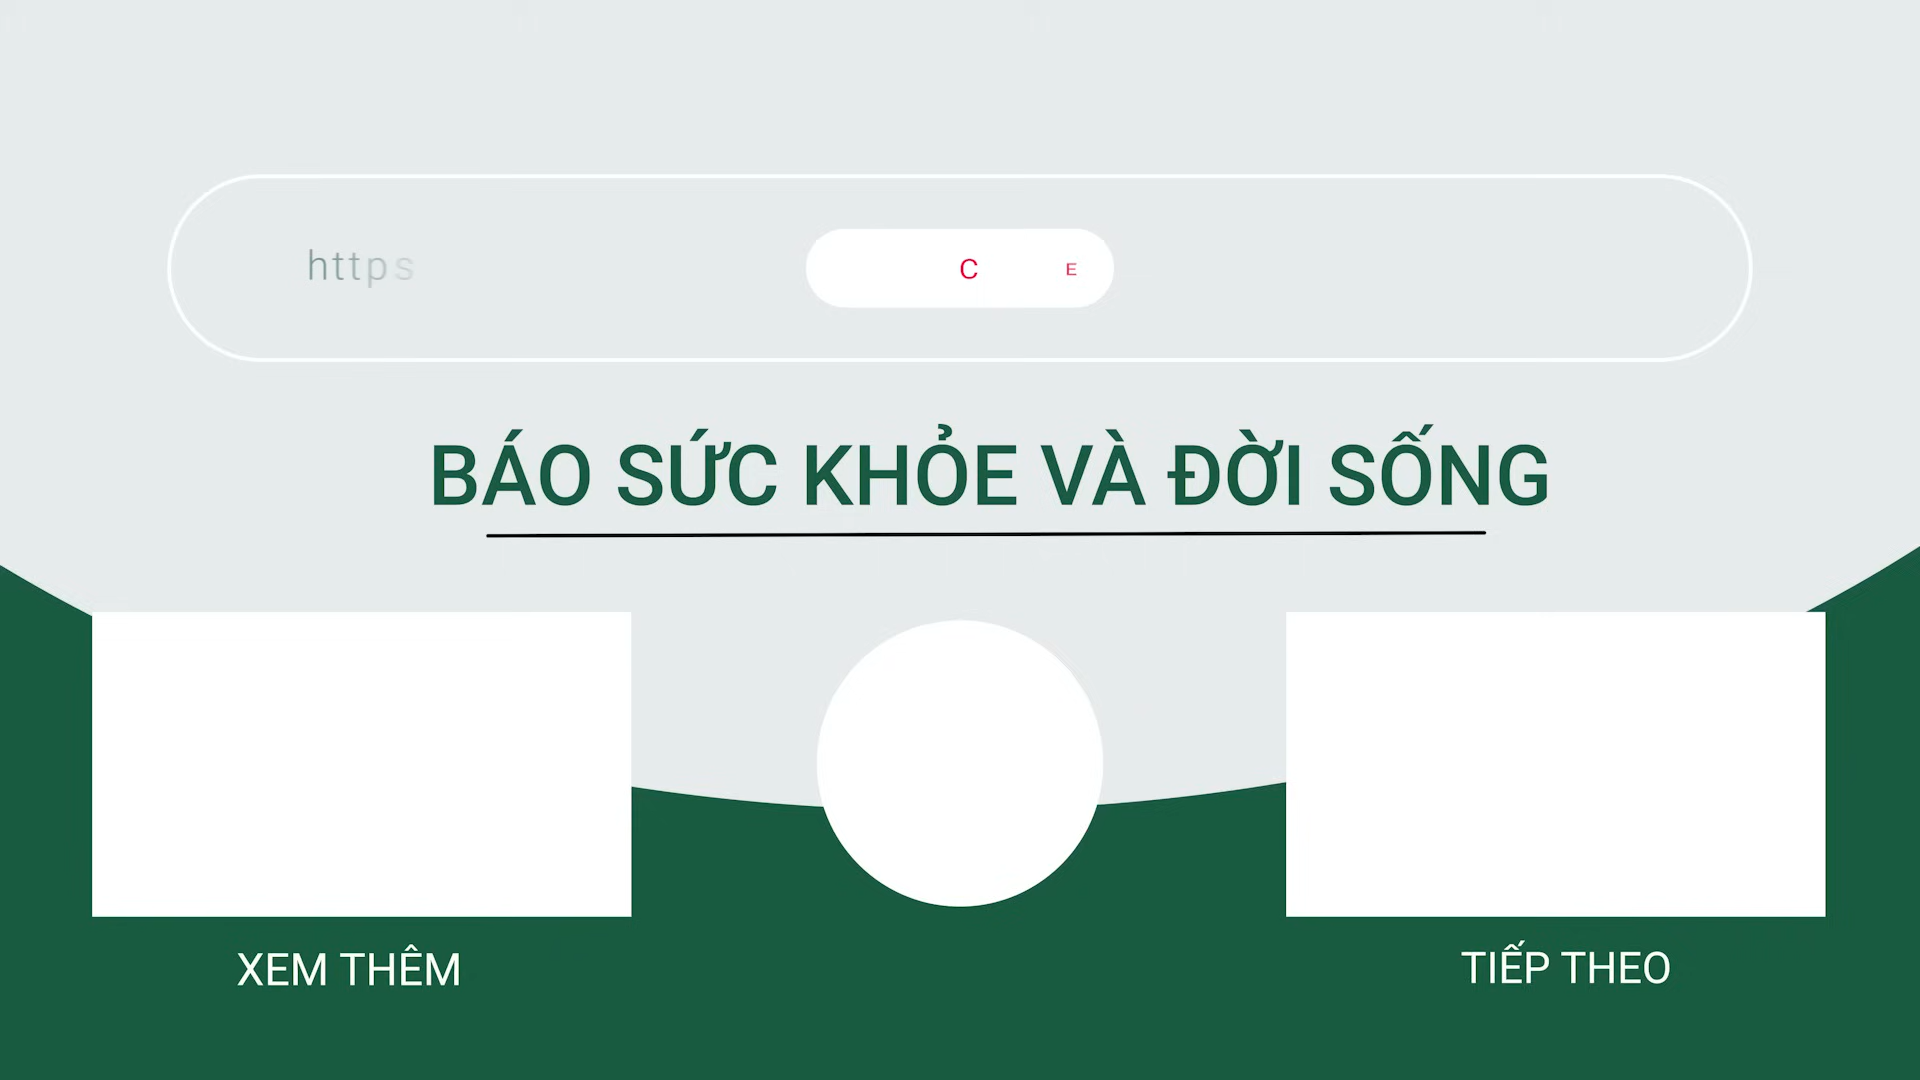 https
C E
BÁO SỨC KHỎE VÀ ĐỜI SỐNG
XEM THÊM
TIẾP THEO